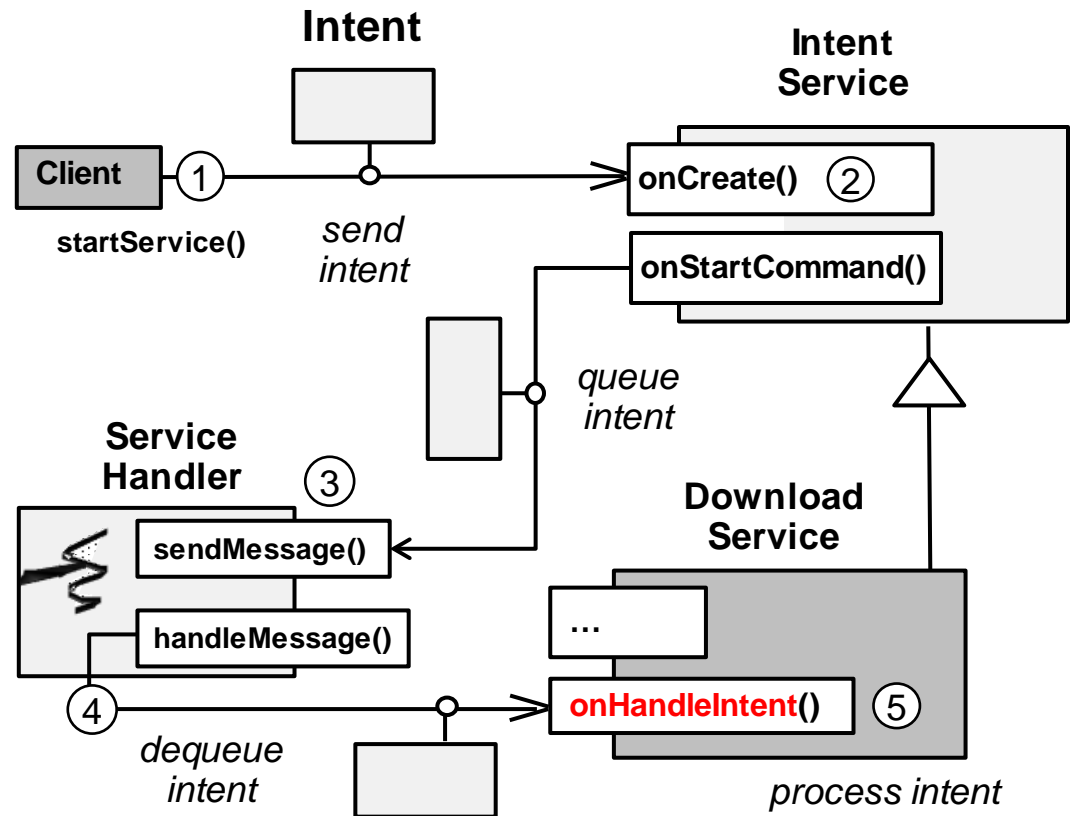 Intent
Intent
Service
Client
1
onCreate()
2
startService()
send
intent
onStartCommand()
queue
intent
Service
Handler
3
Download
Service
sendMessage()
...
handleMessage()
4
onHandleIntent()
5
dequeue
intent
process intent